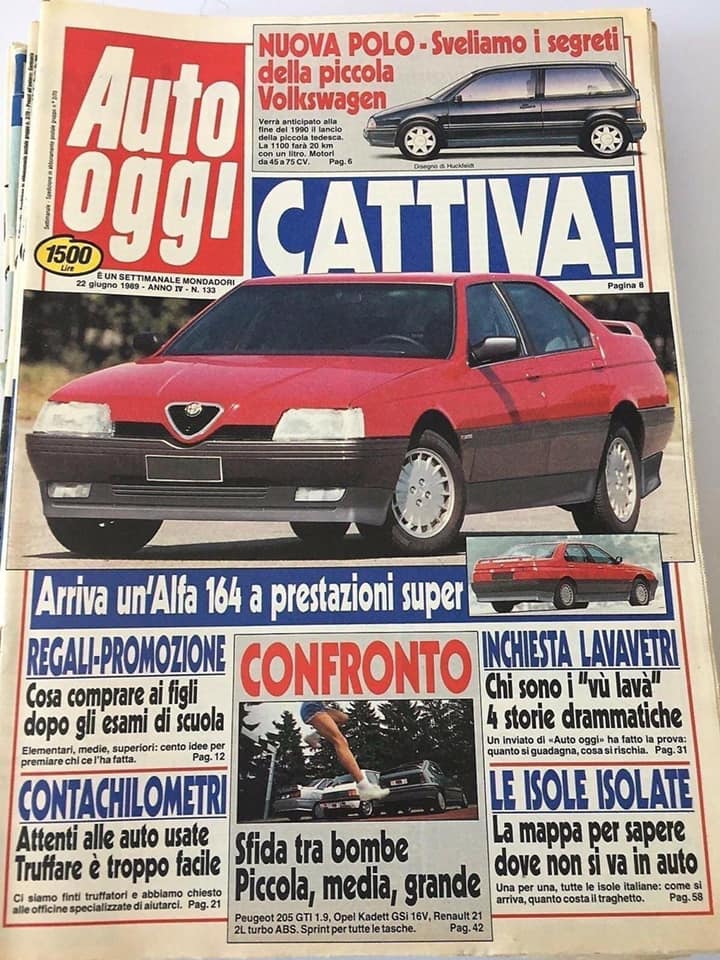 Auto
oggi
Settimanale - Spedizione in abbonamento postale gruppo n. 2/70
1500
Lire
È UN SETTIMANALE MONDADORI
22 giugno 1989 - ANNO IV - N. 133
NUOVA POLO - Sveliamo i segreti
della piccola
Volkswagen
Verrà anticipato alla
fine del 1990 il lancio
della piccola tedesca.
La 1100 farà 20 km
con un litro. Motori
da 45 a 75 CV. Pag. 6
Disegno di Huckfeldt
CATTIVA!
Pagina 8
Arriva un'Alfa 164 a prestazioni super
REGALI-PROMOZIONE
Cosa comprare ai figli
dopo gli esami di scuola
Elementari, medie, superiori: cento idee per
premiare chi ce l'ha fatta. Pag. 12
CONTACHILOMETRI
Attenti alle auto usate
Truffare è troppo facile
Ci siamo finti truffatori e abbiamo chiesto
alle officine specializzate di aiutarci. Pag. 21
CONFRONTO
Sfida tra bombe
Piccola, media, grande
Peugeot 205 GTI 1.9, Opel Kadett GSi 16V, Renault 21
2L turbo ABS. Sprint per tutte le tasche. Pag. 42
INCHIESTA LAVAVETRI
Chi sono i "vù lavà"
4 storie drammatiche
Un inviato di «Auto oggi» ha fatto la prova:
quanto si guadagna, cosa si rischia. Pag. 31
LE ISOLE ISOLATE
La mappa per sapere
dove non si va in auto
Una per una, tutte le isole italiane: come si
arriva, quanto costa il traghetto. Pag. 58